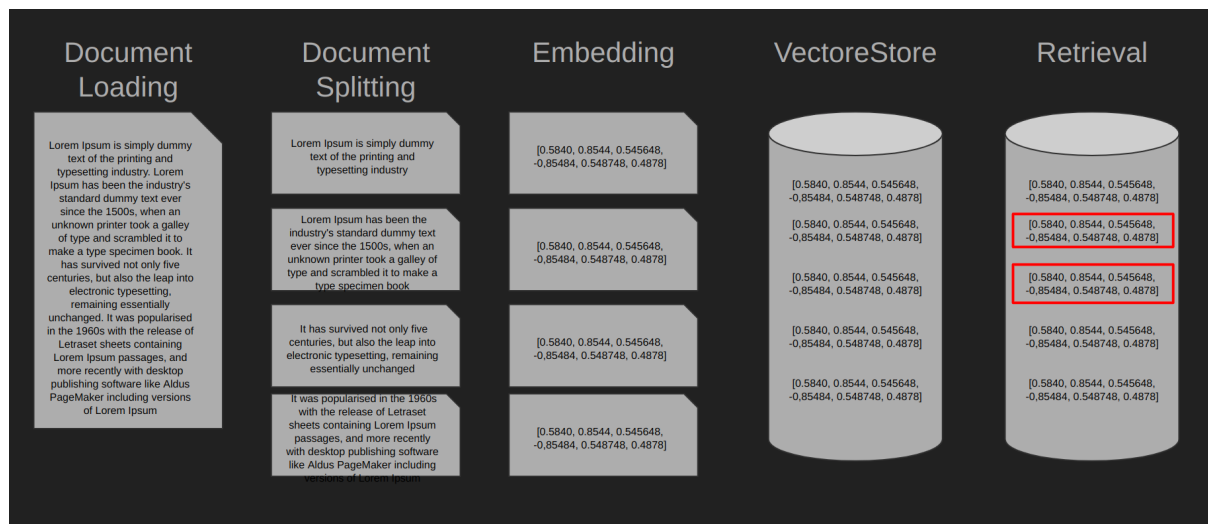 Document
Loading
Lorem Ipsum is simply dummy
text of the printing and
typesetting industry. Lorem
Ipsum has been the industry's
standard dummy text ever
since the 1500s, when an
unknown printer took a galley
of type and scrambled it to
make a type specimen book. It
has survived not only five
centuries, but also the leap into
electronic typesetting,
remaining essentially
unchanged. It was popularised
in the 1960s with the release of
Letraset sheets containing
Lorem Ipsum passages, and
more recently with desktop
publishing software like Aldus
PageMaker including versions
of Lorem Ipsum
Document
Splitting
Lorem Ipsum is simply dummy
text of the printing and
typesetting industry
Lorem Ipsum has been the
industry's standard dummy text
ever since the 1500s, when an
unknown printer took a galley of
type and scrambled it to make a
type specimen book
It has survived not only five
centuries, but also the leap into
electronic typesetting, remaining
essentially unchanged
It was popularised in the 1960s
with the release of Letraset
sheets containing Lorem Ipsum
passages, and more recently
with desktop publishing software
like Aldus PageMaker including
versions of Lorem Ipsum
Embedding
[0.5840, 0.8544, 0.545648,
-0,85484, 0.548748, 0.4878]
[0.5840, 0.8544, 0.545648,
-0,85484, 0.548748, 0.4878]
[0.5840, 0.8544, 0.545648,
-0,85484, 0.548748, 0.4878]
[0.5840, 0.8544, 0.545648,
-0,85484, 0.548748, 0.4878]
VectoreStore
[0.5840, 0.8544, 0.545648,
-0,85484, 0.548748, 0.4878]
[0.5840, 0.8544, 0.545648,
-0,85484, 0.548748, 0.4878]
[0.5840, 0.8544, 0.545648,
-0,85484, 0.548748, 0.4878]
[0.5840, 0.8544, 0.545648,
-0,85484, 0.548748, 0.4878]
[0.5840, 0.8544, 0.545648,
-0,85484, 0.548748, 0.4878]
Retrieval
[0.5840, 0.8544, 0.545648,
-0,85484, 0.548748, 0.4878]
[0.5840, 0.8544, 0.545648,
-0,85484, 0.548748, 0.4878]
[0.5840, 0.8544, 0.545648,
-0,85484, 0.548748, 0.4878]
[0.5840, 0.8544, 0.545648,
-0,85484, 0.548748, 0.4878]
[0.5840, 0.8544, 0.545648,
-0,85484, 0.548748, 0.4878]